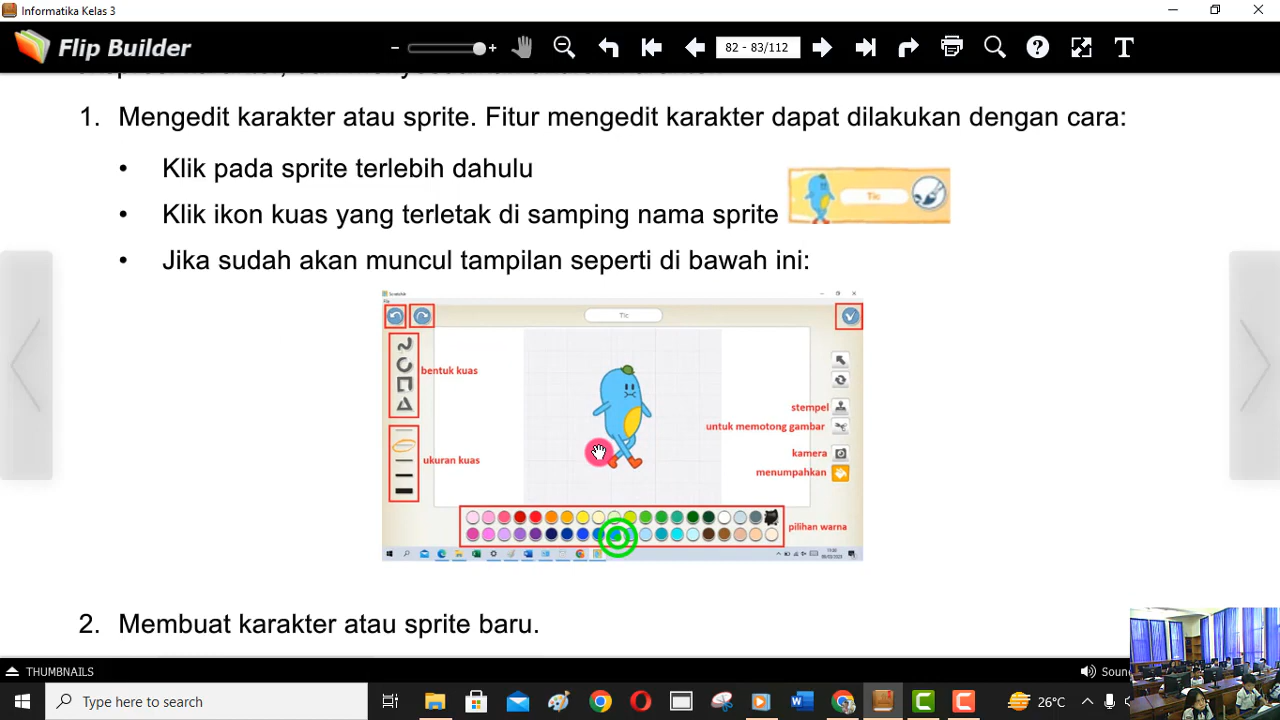 Informatika Kelas 3
Flip Builder
82 - 83/112
1. Mengedit karakter atau sprite. Fitur mengedit karakter dapat dilakukan dengan cara:
• Klik pada sprite terlebih dahulu
• Klik ikon kuas yang terletak di samping nama sprite
Tic
• Jika sudah akan muncul tampilan seperti di bawah ini:
Tic
bentuk kuas
stempel
untuk memotong gambar
kamera
ukuran kuas
menumpahkan
pilihan warna
2. Membuat karakter atau sprite baru.
THUMBNAILS
Type here to search
26°C